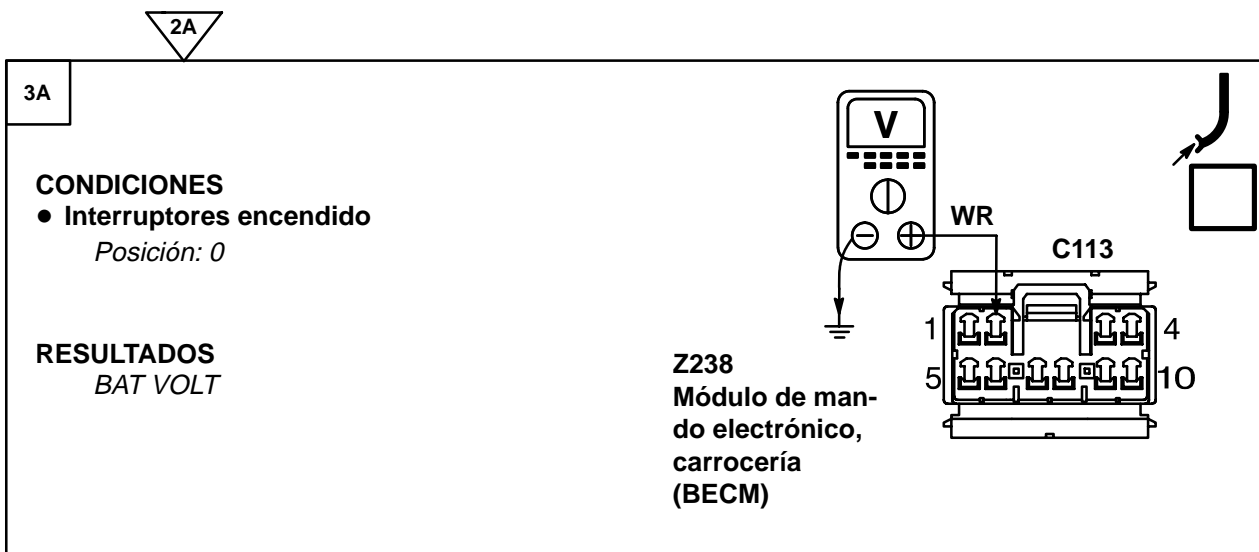 2A
3A
CONDICIONES
● Interruptores encendido
Posición: 0
RESULTADOS
BAT VOLT
V
WR
C113
1
4
5
10
Z238
Módulo de man-
do electrónico,
carrocería
(BECM)